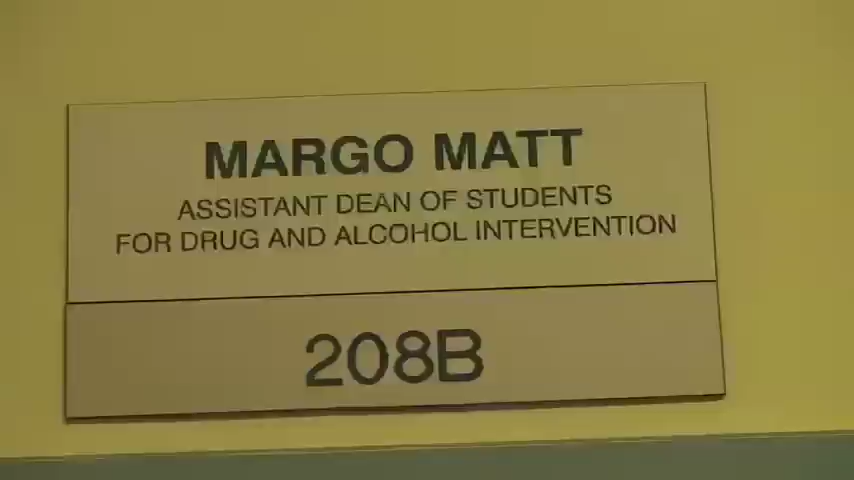 MARGO MATT
ASSISTANT DEAN OF STUDENTS
FOR DRUG AND ALCOHOL INTERVENTION
208B